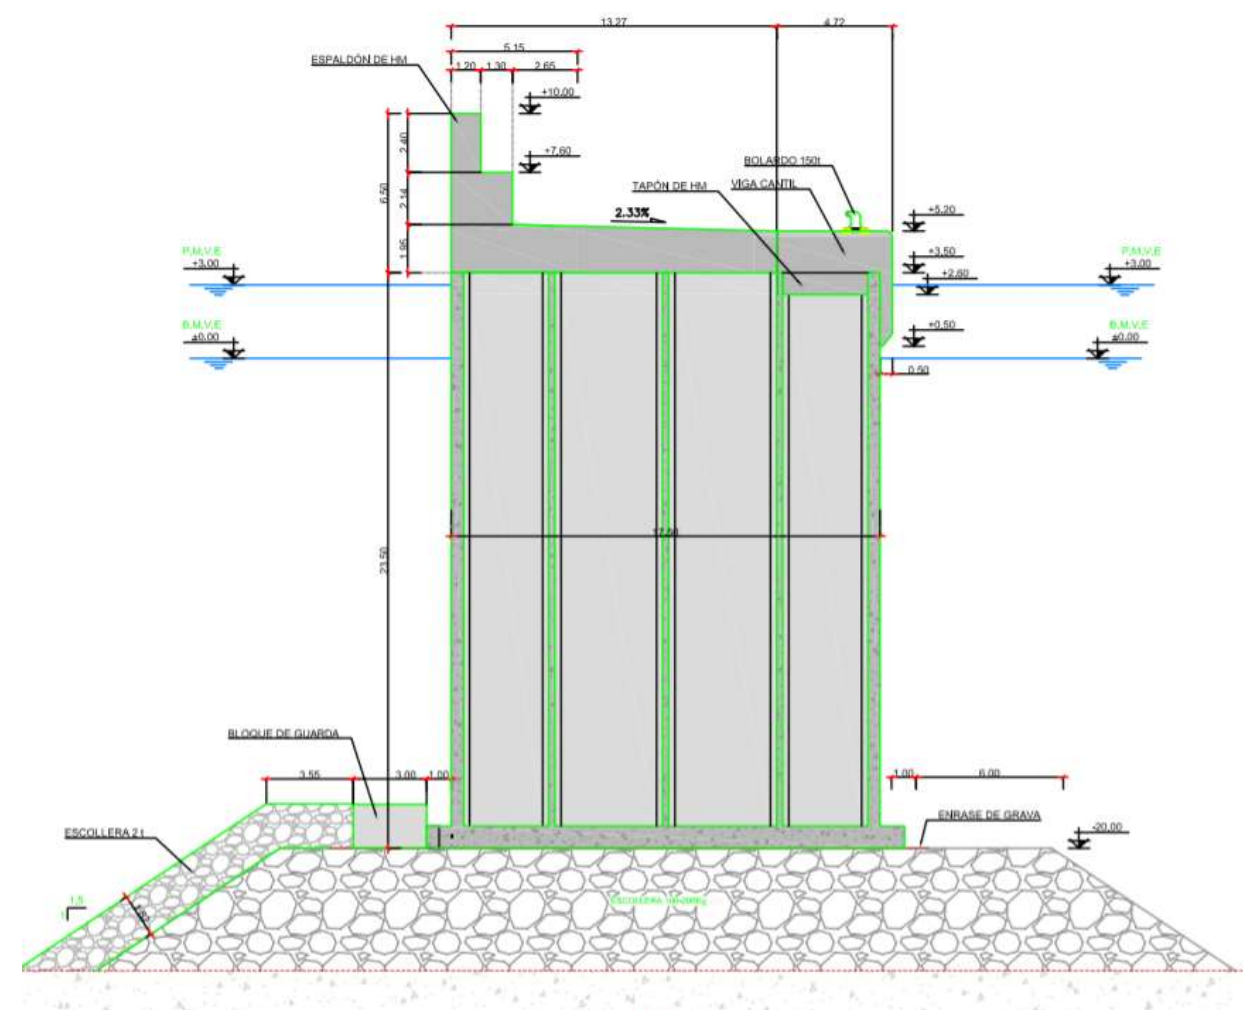 13.27
4.72
5.15
1.20
1.30
2.65
ESPALDÓN DE HM
+10,00
2.40
+7,60
6.50
2.14
BOLARDO 150t
TAPÓN DE HM
VIGA CANTIL
2.33%
+5,20
1.95
P.M.V.E
+3,00
+3,50
+2,60
P.M.V.E
+3,00
B.M.V.E
±0.00
+0,50
B.M.V.E
±0.00
0.50
23.50
BLOQUE DE GUARDA
3.55
3.00
1.00
1.00
6.00
ESCOLLERA 2 t
ENRASE DE GRAVA
-20,00
1,5
1
ESCOLLERA